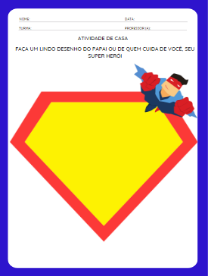 NOME: DATA:
TURMA: PROFESSOR(A):
ATIVIDADE DE CASA
FAÇA UM LINDO DESENHO DO PAPAI OU DE QUEM CUIDA DE VOCÊ, SEU
SUPER HERÓI!